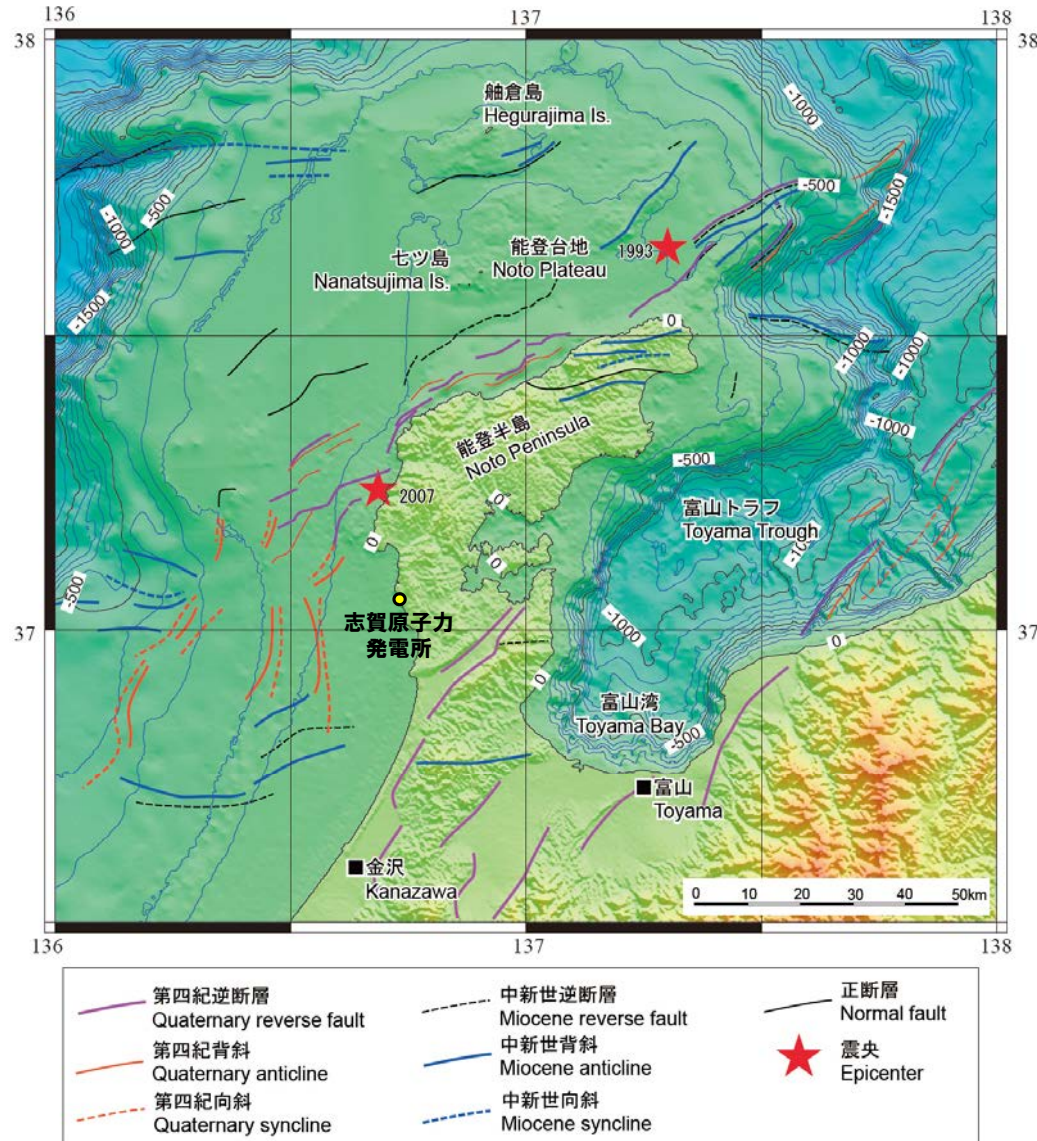 136
137
138
38
38
舳倉島
Hegurajima Is.
-1000
-500
-1500
-500
-1000
-1500
七ツ島
Nanatsujima Is.
能登台地
Noto Plateau
1993
0
-1000
-1000
-1000
能登半島
Noto Peninsula
-500
2007
0
0
0
富山トラフ
Toyama Trough
-500
志賀原子力
発電所
37
37
-1000
0
0
富山湾
Toyama Bay
-500
富山
Toyama
金沢
Kanazawa
0 10 20 30 40 50km
136
137
138
第四紀逆断層
Quaternary reverse fault
第四紀背斜
Quaternary anticline
第四紀向斜
Quaternary syncline
中新世逆断層
Miocene reverse fault
中新世背斜
Miocene anticline
中新世向斜
Miocene syncline
正断層
Normal fault
震央
Epicenter